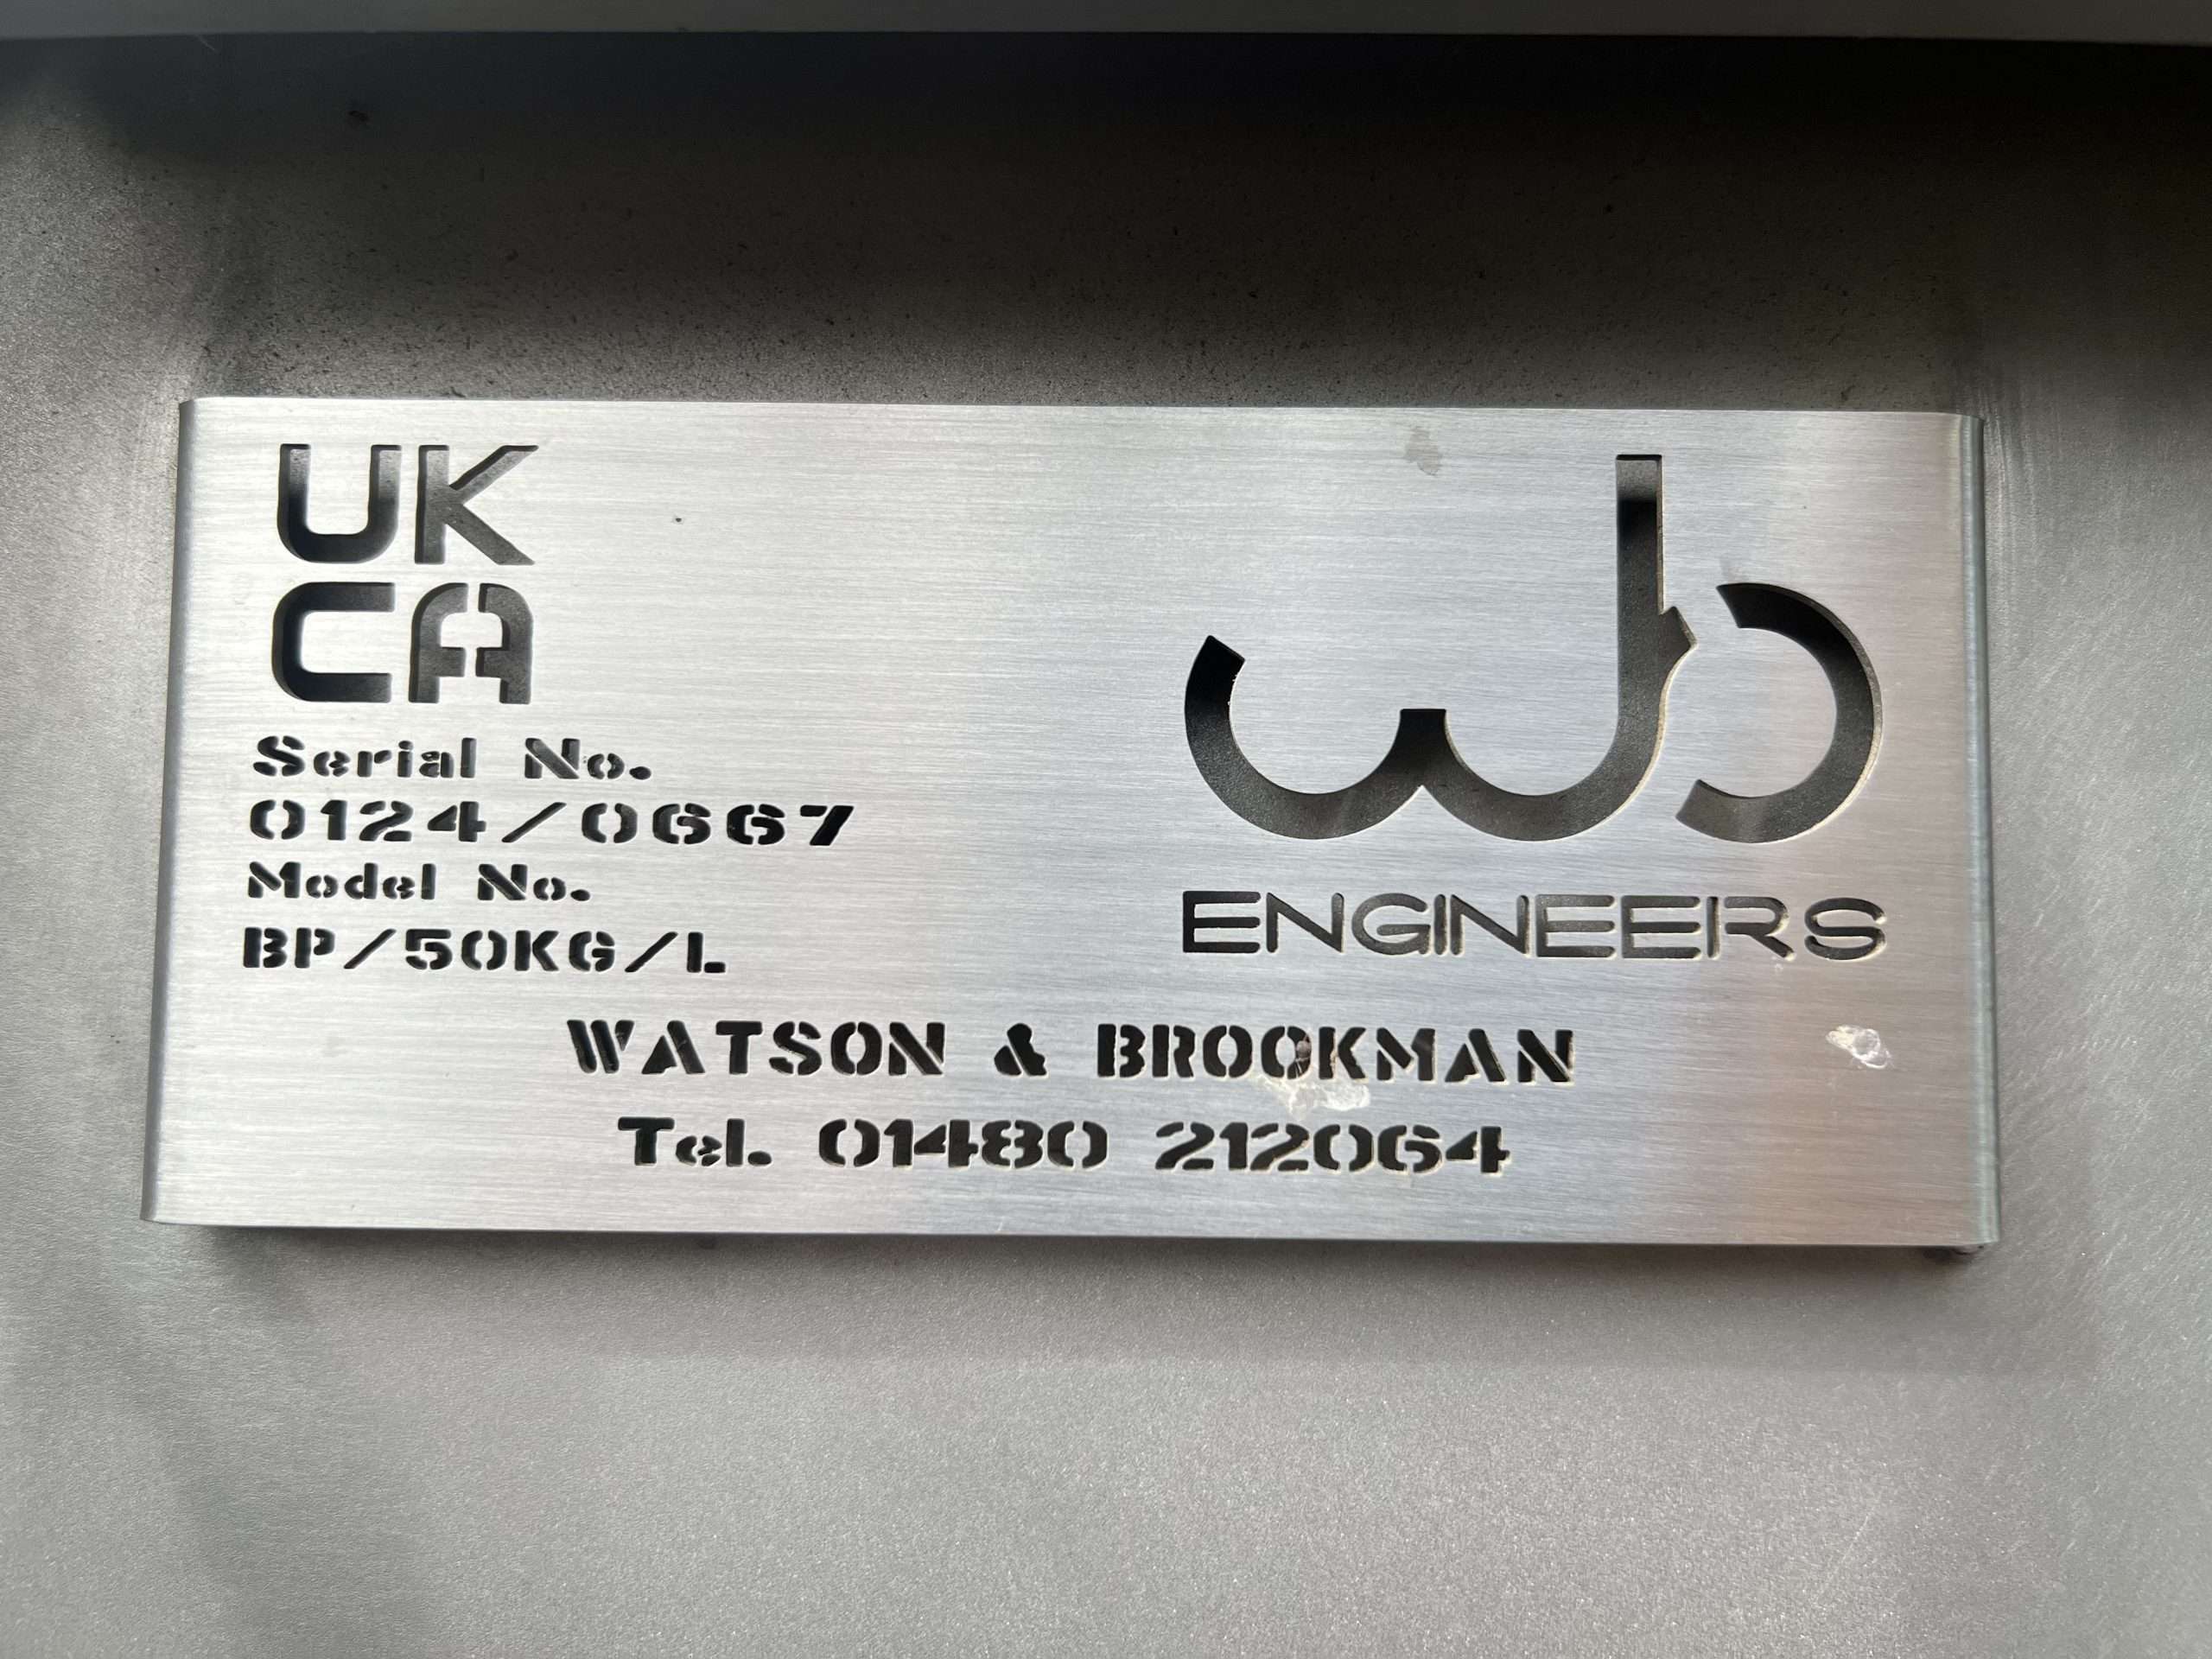 UK
CA
Serial No.
0124/0667
Model No.
BP/50KG/L
wb
ENGINEERS
WATSON & BROOKMAN
Tel. 01480 212064